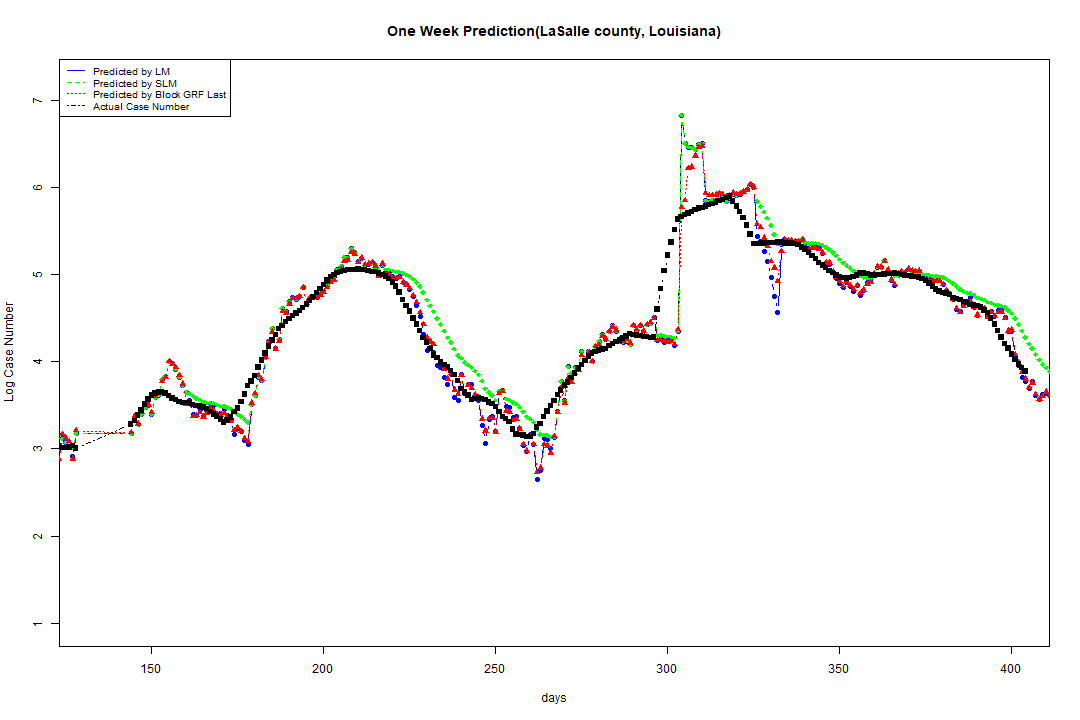 One Week Prediction(LaSalle county, Louisiana)
Predicted by LM
Predicted by SLM
Predicted by Block GRF Last
Actual Case Number
Log Case Number
7
6
5
4
3
2
1
150 200 250 300 350 400
days